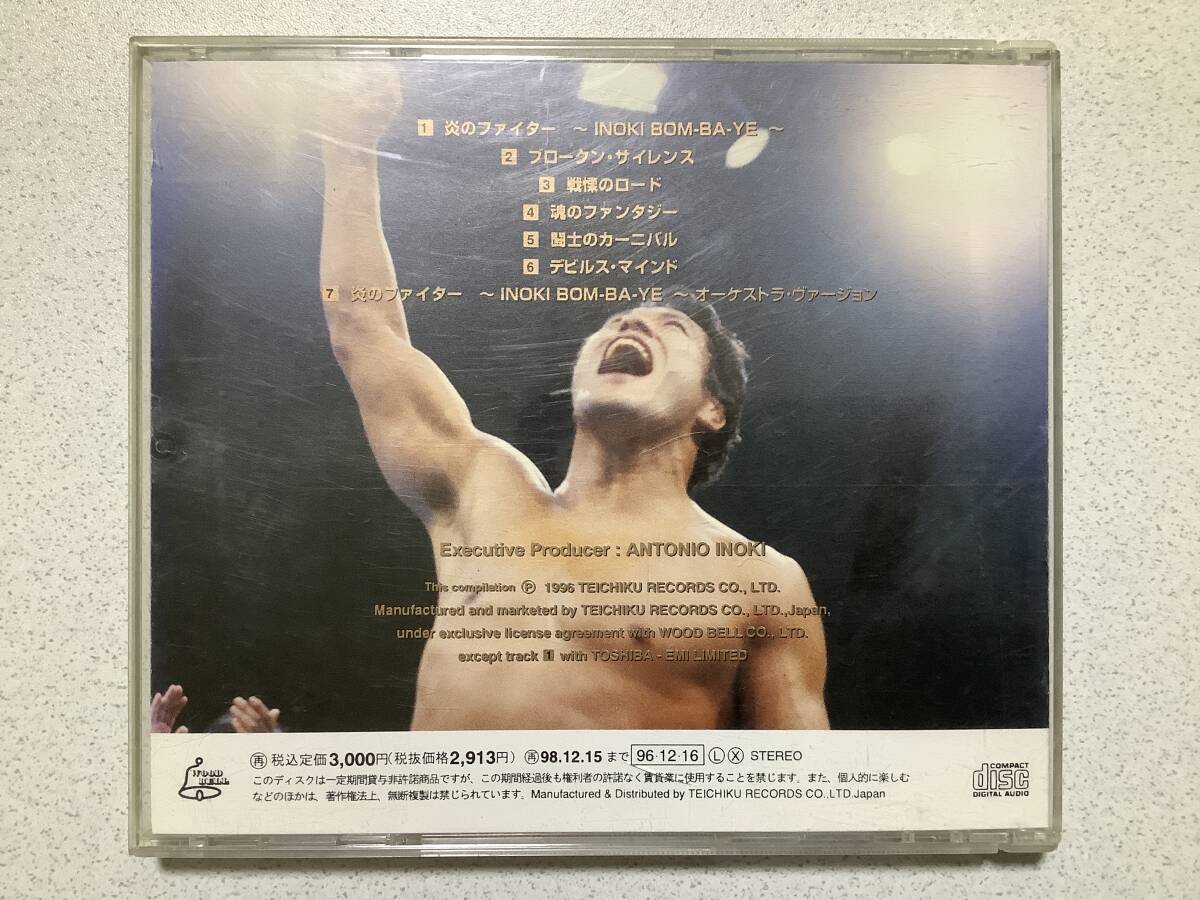 1 炎のファイター ～ INOKI BOM-BA-YE ～
2 ブロークン・サイレンス
3 戦慄のロード
4 魂のファンタジー
5 闘士のカーニバル
6 デビルス・マインド
7 炎のファイター ～ INOKI BOM-BA-YE ～ オーケストラ・ヴァージョン
Executive Producer : ANTONIO INOKI
This compilation Ⓟ 1996 TEICHIKU RECORDS CO., LTD.
Manufactured and marketed by TEICHIKU RECORDS CO., LTD.,Japan,
under exclusive license agreement with WOOD BELL CO., LTD.
except track 1 with TOSHIBA - EMI LIMITED
WOOD BELL
㊞再 税込定価3,000円(税抜価格2,913円) 再 98.12.15 まで 96・12・16 Ⓛ Ⓧ STEREO
このディスクは一定期間貸与非許諾商品ですが、この期間経過後も権利者の許諾なく賃貸業に使用することを禁じます。また、個人的に楽しむ
などのほかは、著作権法上、無断複製は禁じられています。Manufactured & Distributed by TEICHIKU RECORDS CO.,LTD.Japan
COMPACT
disc
DIGITAL AUDIO